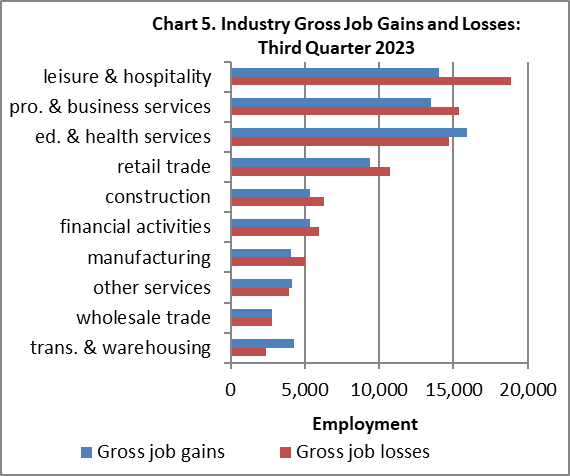 Chart 5. Industry Gross Job Gains and Losses:
Third Quarter 2023
leisure & hospitality
pro. & business services
ed. & health services
retail trade
construction
financial activities
manufacturing
other services
wholesale trade
trans. & warehousing
0 5,000 10,000 15,000 20,000
Employment
Gross job gains Gross job losses